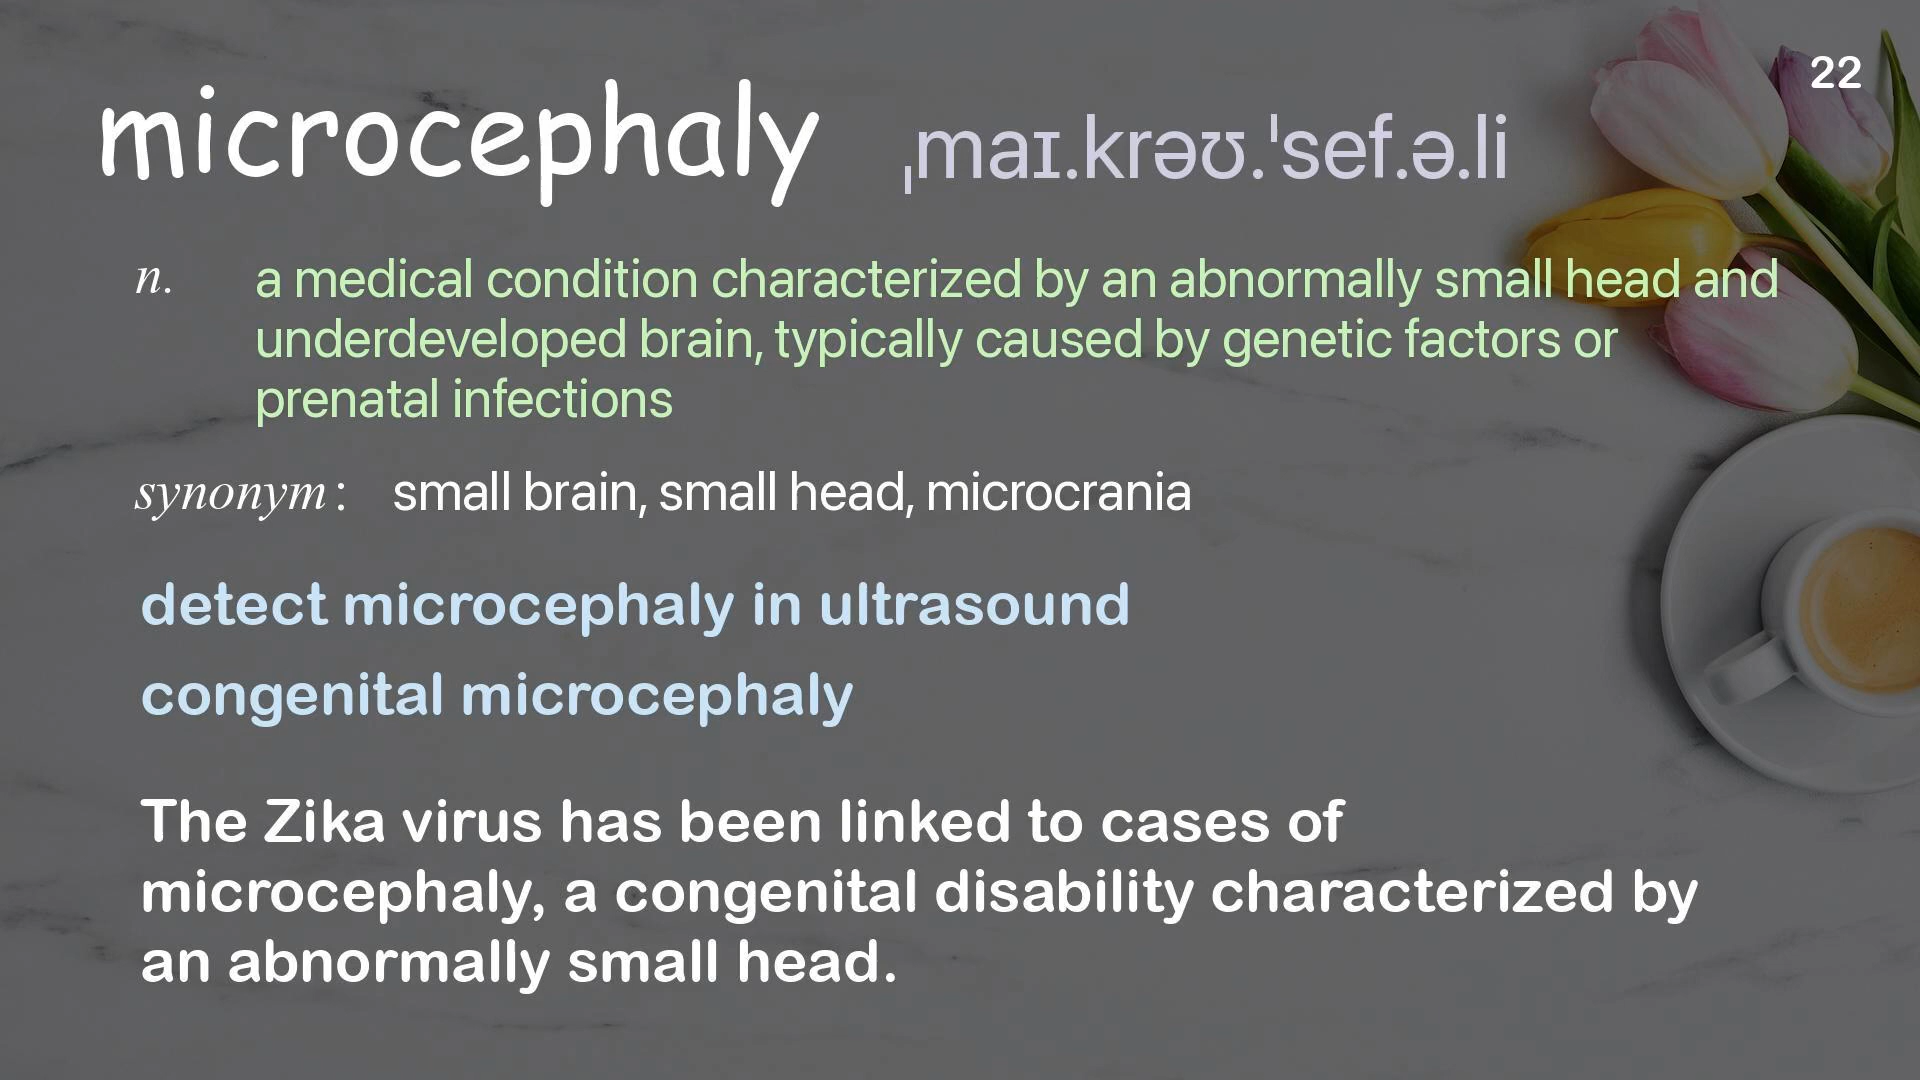 22
microcephaly ˌmaɪ.krəʊ.ˈsef.ə.li
n. a medical condition characterized by an abnormally small head and
underdeveloped brain, typically caused by genetic factors or
prenatal infections
synonym: small brain, small head, microcrania
detect microcephaly in ultrasound
congenital microcephaly
The Zika virus has been linked to cases of
microcephaly, a congenital disability characterized by
an abnormally small head.